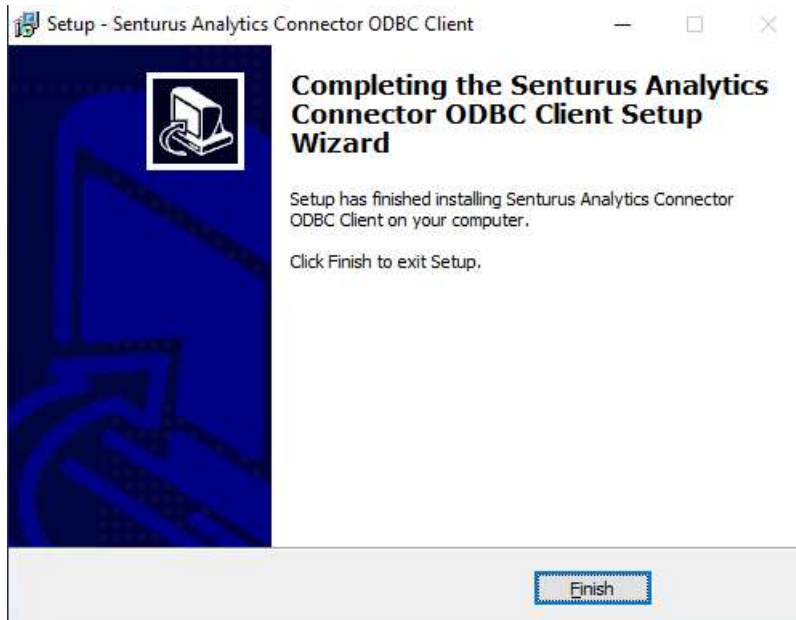 Setup - Senturus Analytics Connector ODBC Client
Completing the Senturus Analytics
Connector ODBC Client Setup
Wizard
Setup has finished installing Senturus Analytics Connector
ODBC Client on your computer.
Click Finish to exit Setup.
Finish